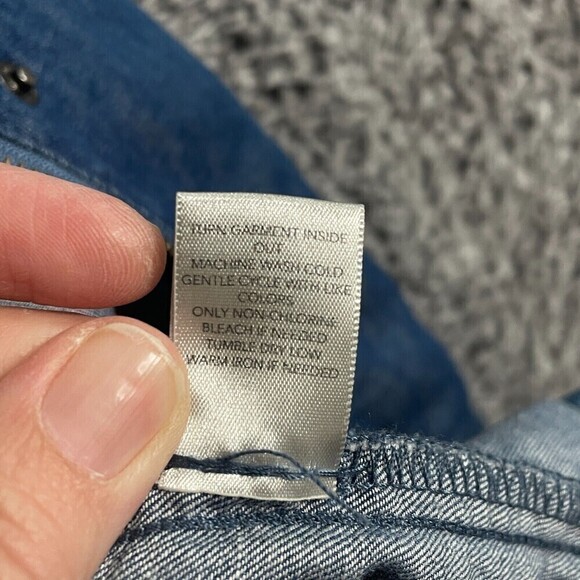 TURN GARMENT INSIDE
OUT
MACHINE WASH COLD
GENTLE CYCLE WITH LIKE
COLORS
ONLY NON-CHLORINE
BLEACH IF NEEDED
TUMBLE DRY LOW
WARM IRON IF NEEDED